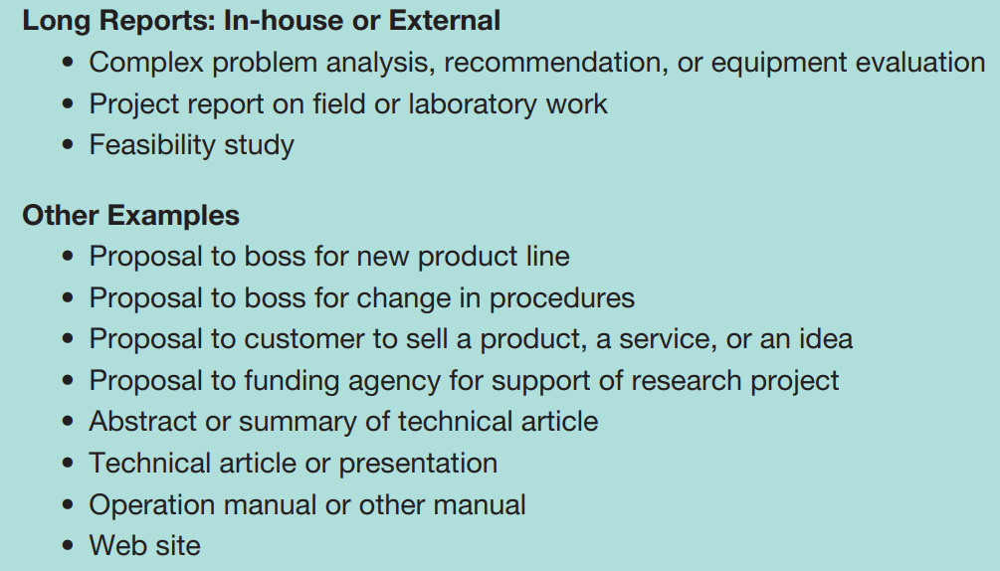 Long Reports: In-house or External
• Complex problem analysis, recommendation, or equipment evaluation
• Project report on field or laboratory work
• Feasibility study
Other Examples
• Proposal to boss for new product line
• Proposal to boss for change in procedures
• Proposal to customer to sell a product, a service, or an idea
• Proposal to funding agency for support of research project
• Abstract or summary of technical article
• Technical article or presentation
• Operation manual or other manual
• Web site